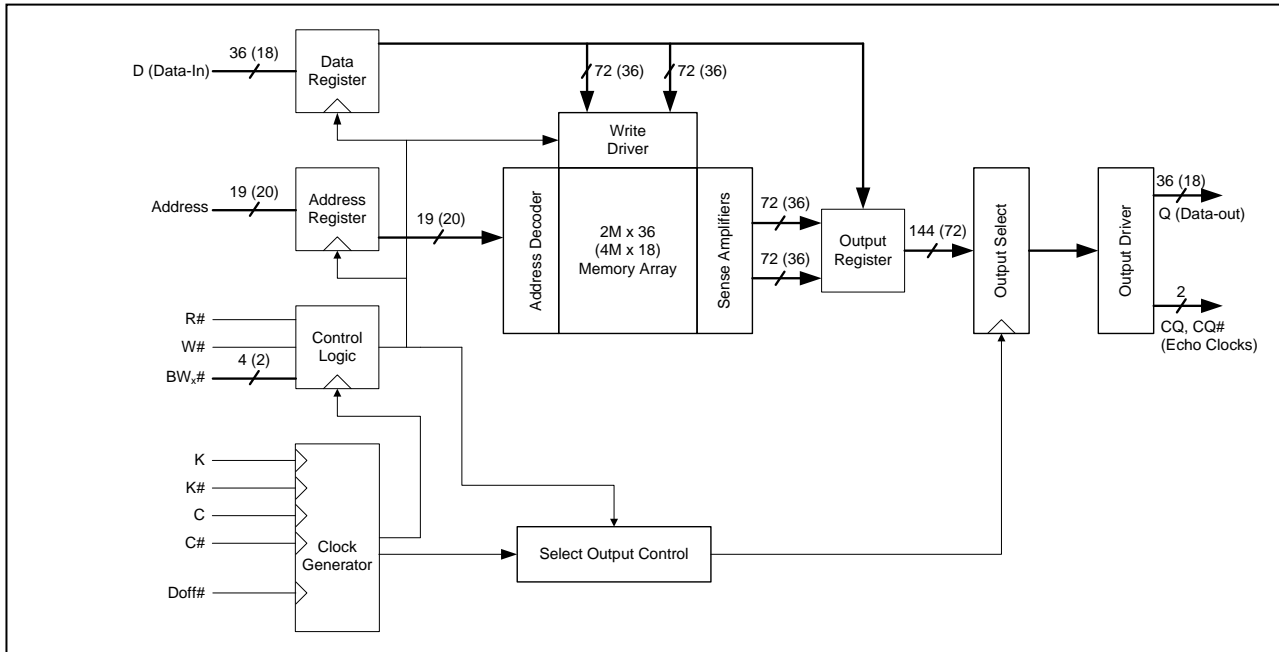 36 (18)
D (Data-In)
Data
Register
72 (36)
72 (36)
Write
Driver
19 (20)
Address
Address
Register
19 (20)
Address Decoder
2M x 36
(4M x 18)
Memory Array
Sense Amplifiers
72 (36)
72 (36)
Output
Register
144 (72)
Output Select
Output Driver
36 (18)
Q (Data-out)
2
CQ, CQ#
(Echo Clocks)
R#
W#
4 (2)
BWx#
Control
Logic
K
K#
C
C#
Doff#
Clock
Generator
Select Output Control